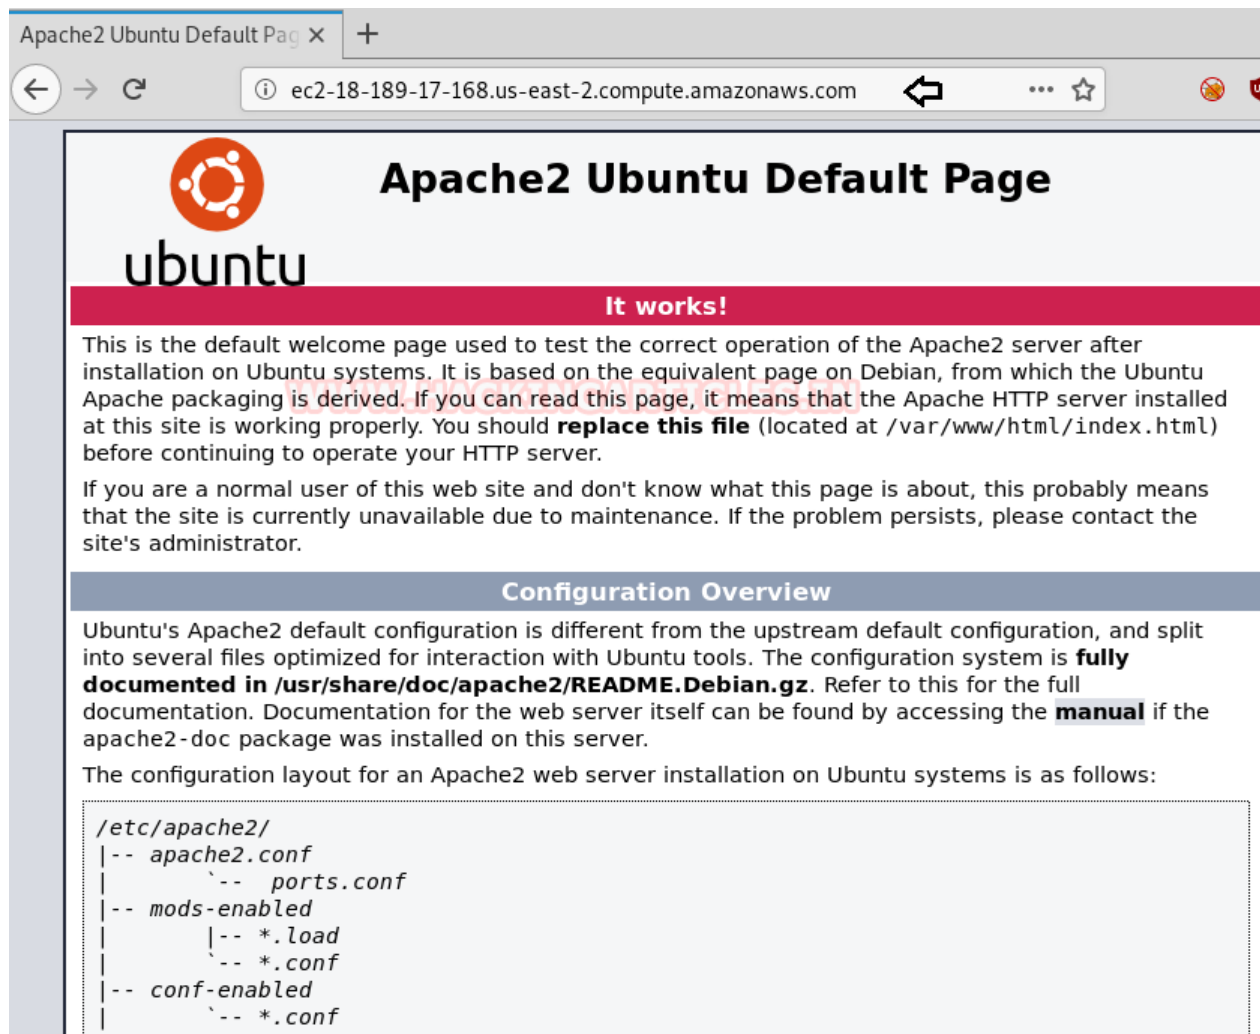 Apache2 Ubuntu Default Pag
ec2-18-189-17-168.us-east-2.compute.amazonaws.com
ubuntu
Apache2 Ubuntu Default Page
It works!
This is the default welcome page used to test the correct operation of the Apache2 server after
installation on Ubuntu systems. It is based on the equivalent page on Debian, from which the Ubuntu
Apache packaging is derived. If you can read this page, it means that the Apache HTTP server installed
at this site is working properly. You should replace this file (located at /var/www/html/index.html)
before continuing to operate your HTTP server.
WWW.HACKINGARTICLES.IN
If you are a normal user of this web site and don't know what this page is about, this probably means
that the site is currently unavailable due to maintenance. If the problem persists, please contact the
site's administrator.
Configuration Overview
Ubuntu's Apache2 default configuration is different from the upstream default configuration, and split
into several files optimized for interaction with Ubuntu tools. The configuration system is fully
documented in /usr/share/doc/apache2/README.Debian.gz. Refer to this for the full
documentation. Documentation for the web server itself can be found by accessing the manual if the
apache2-doc package was installed on this server.
The configuration layout for an Apache2 web server installation on Ubuntu systems is as follows:
/etc/apache2/
|-- apache2.conf
|       `--  ports.conf
|-- mods-enabled
|       |-- *.load
|       `-- *.conf
|-- conf-enabled
|       `-- *.conf